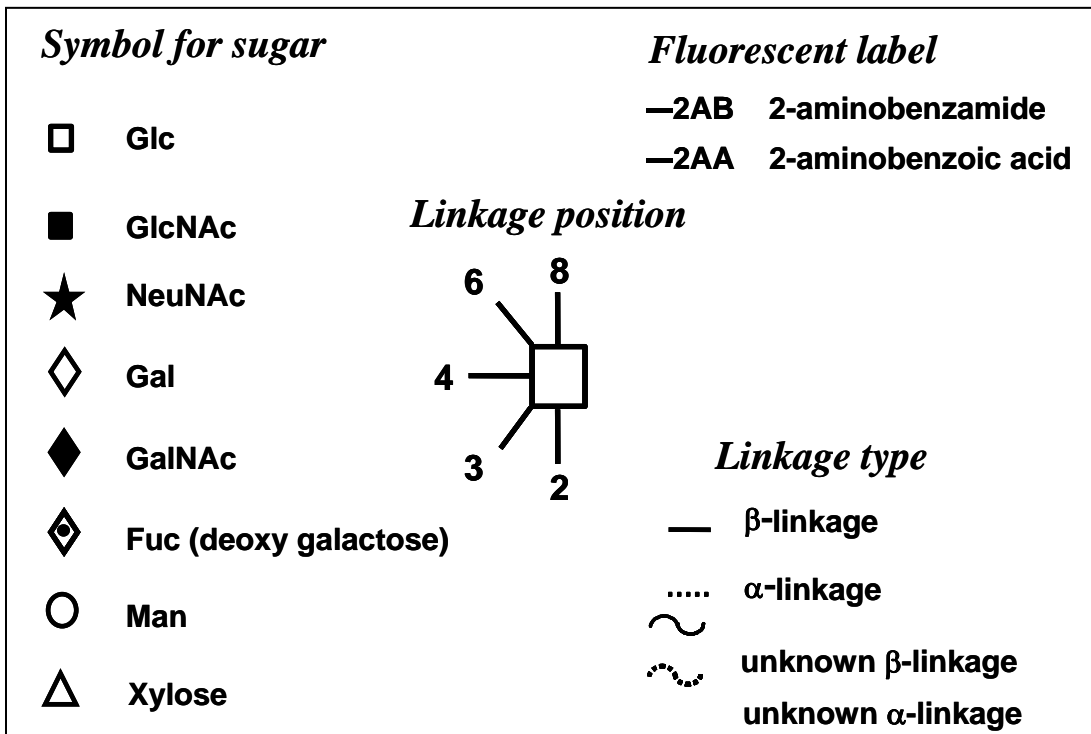 Symbol for sugar
Glc
GlcNAc
NeuNAc
Gal
GalNAc
Fuc (deoxy galactose)
Man
Xylose
Fluorescent label
—2AB 2-aminobenzamide
—2AA 2-aminobenzoic acid
Linkage position
8
6
4
3
2
Linkage type
β-linkage
α-linkage
unknown β-linkage
unknown α-linkage